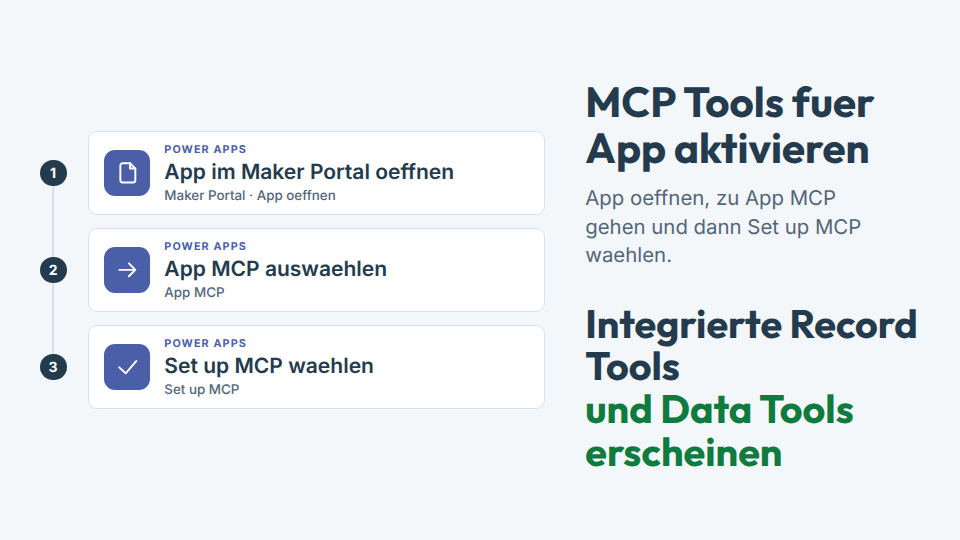 1
POWER APPS
App im Maker Portal oeffnen
Maker Portal · App oeffnen
2
POWER APPS
App MCP auswaehlen
App MCP
3
POWER APPS
Set up MCP waehlen
Set up MCP
MCP Tools fuer
App aktivieren
App oeffnen, zu App MCP
gehen und dann Set up MCP
waehlen.
Integrierte Record
Tools
und Data Tools
erscheinen